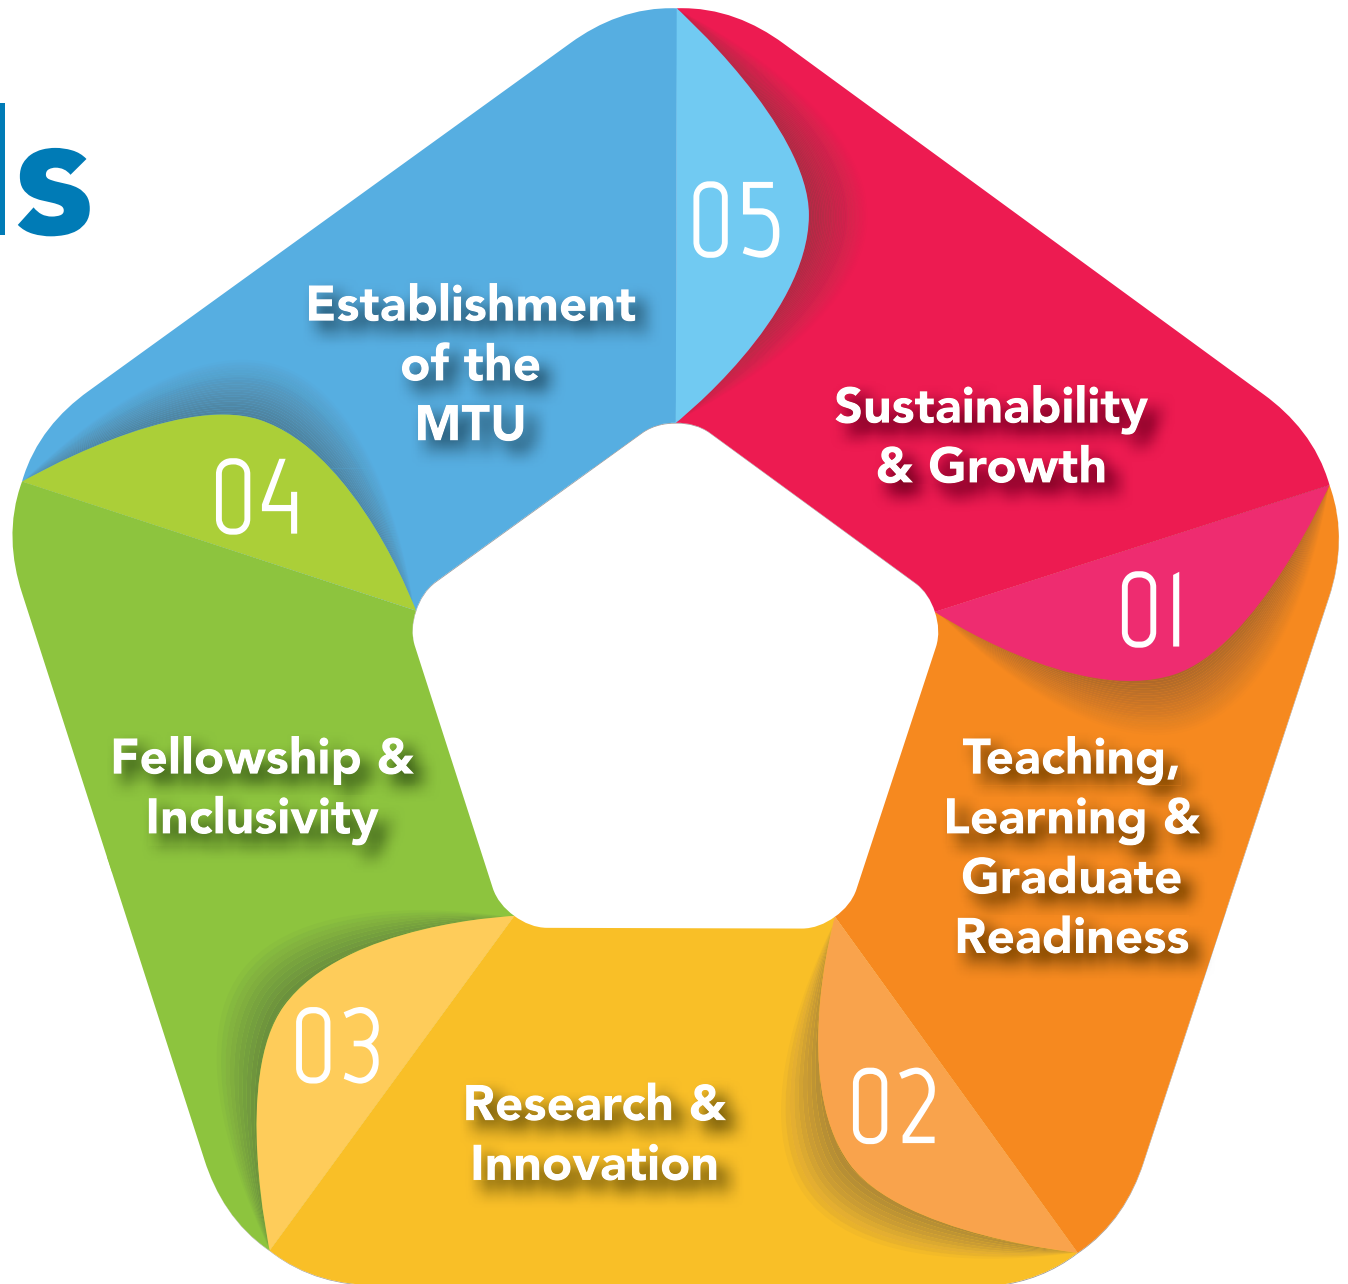 ls
05
Establishment
of the
MTU
Sustainability
& Growth
04
01
Fellowship &
Inclusivity
Teaching,
Learning &
Graduate
Readiness
03
02
Research &
Innovation